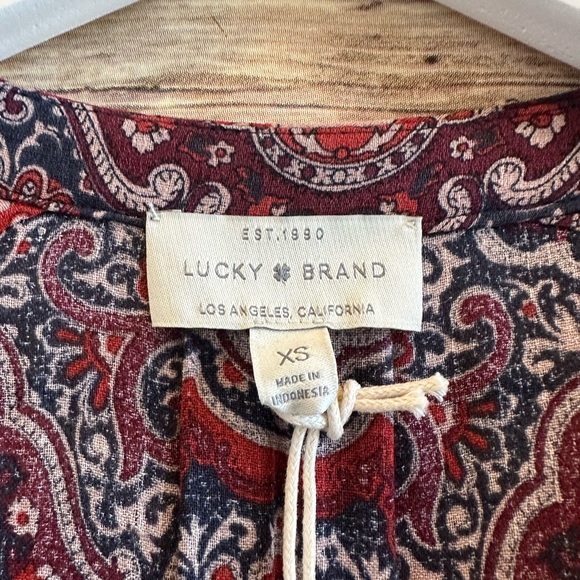 EST. 1990
LUCKY BRAND
LOS ANGELES, CALIFORNIA
XS
MADE IN
INDONESIA